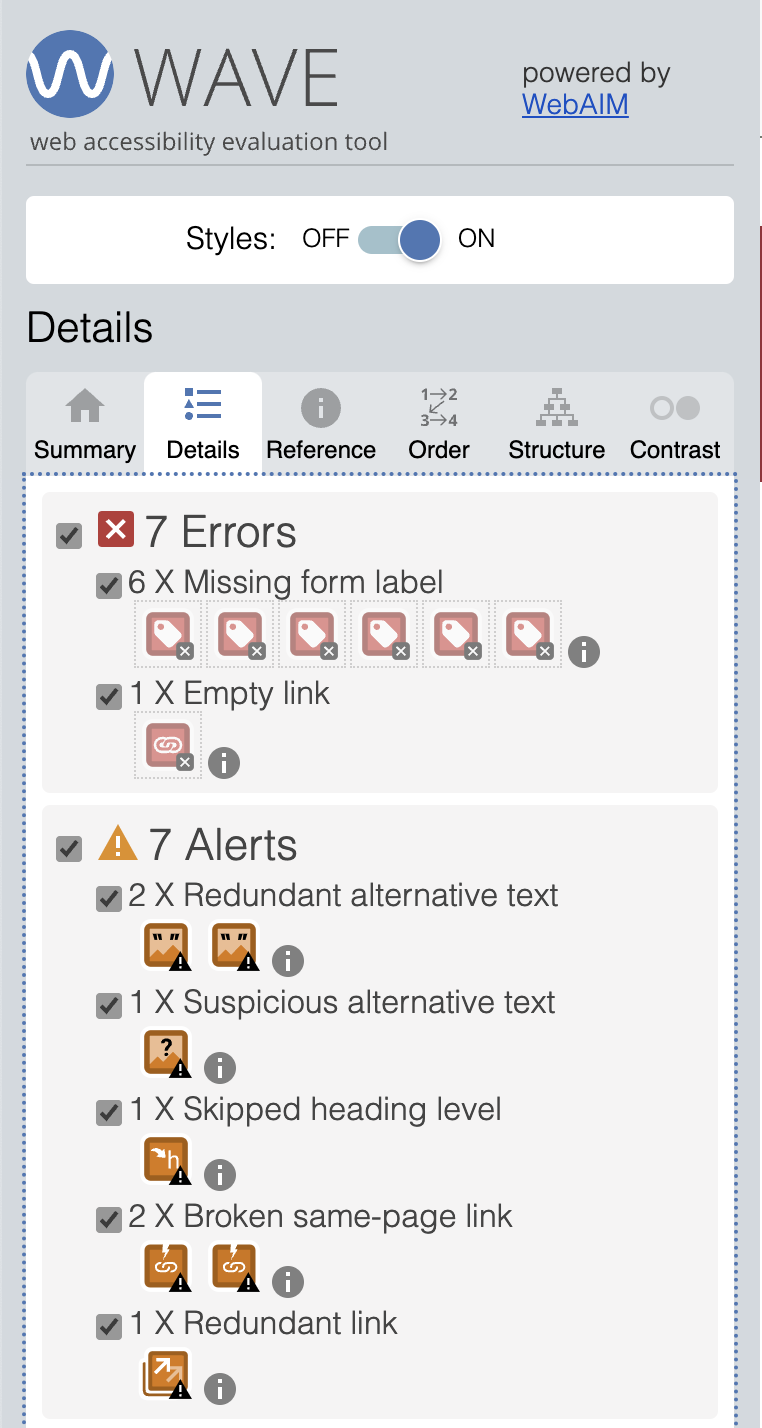 WAVE
powered by
WebAIM
web accessibility evaluation tool
Styles: OFF ON
Details
Summary Details Reference Order Structure Contrast
7 Errors
6 X Missing form label
1 X Empty link
7 Alerts
2 X Redundant alternative text
1 X Suspicious alternative text
1 X Skipped heading level
2 X Broken same-page link
1 X Redundant link